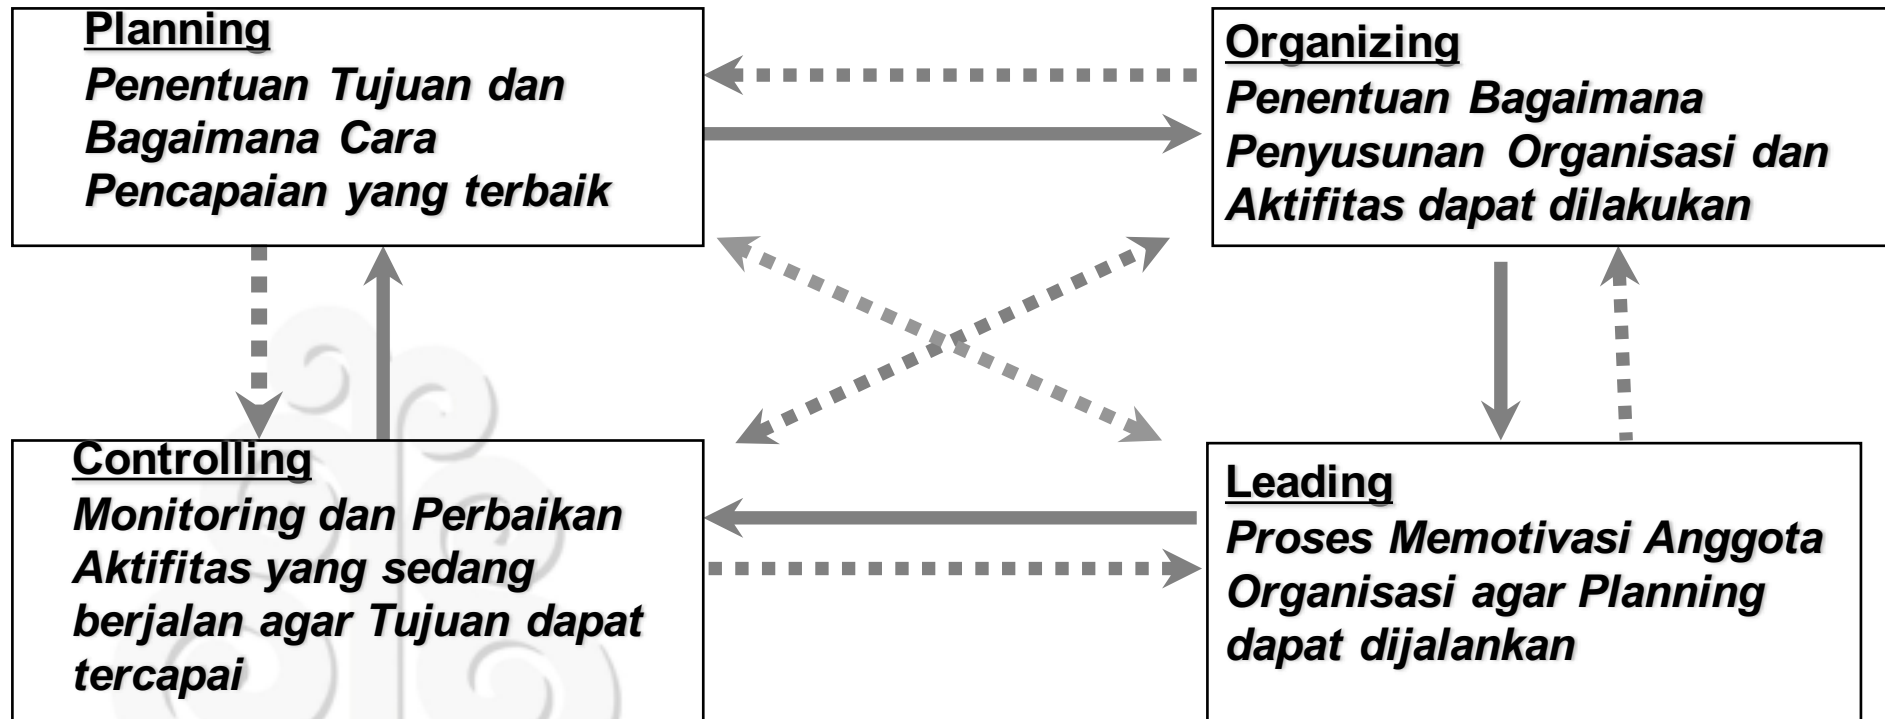 Planning
Penentuan Tujuan dan
Bagaimana Cara
Pencapaian yang terbaik
Organizing
Penentuan Bagaimana
Penyusunan Organisasi dan
Aktifitas dapat dilakukan
Controlling
Monitoring dan Perbaikan
Aktifitas yang sedang
berjalan agar Tujuan dapat
tercapai
Leading
Proses Memotivasi Anggota
Organisasi agar Planning
dapat dijalankan